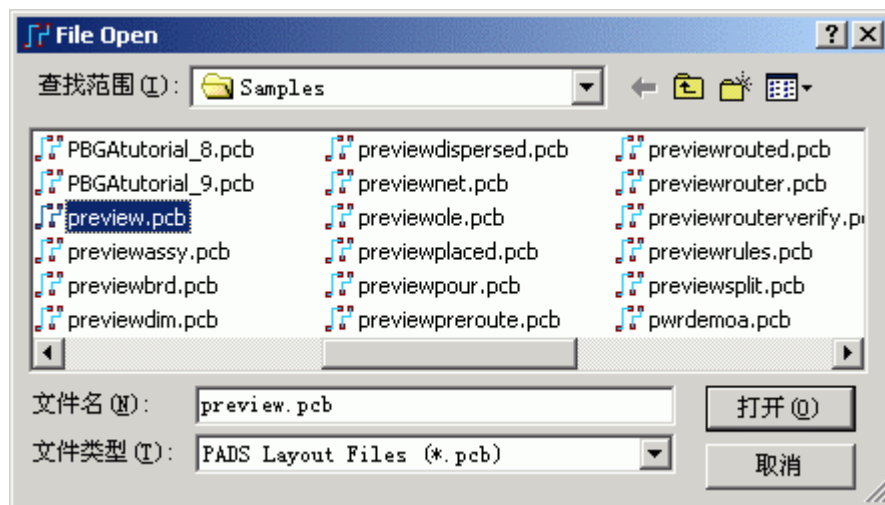 File Open
查找范围(I): Samples
PBGAtutorial_8.pcb previewdispersed.pcb previewrouted.pcb
PBGAtutorial_9.pcb previewnet.pcb previewrouter.pcb
preview.pcb previewole.pcb previewrouterverify.p
previewassy.pcb previewplaced.pcb previewrules.pcb
previewbrd.pcb previewpour.pcb previewsplit.pcb
previewdim.pcb previewpreroute.pcb pwrdemoa.pcb
文件名(N): preview.pcb 打开(O)
文件类型(T): PADS Layout Files (*.pcb) 取消